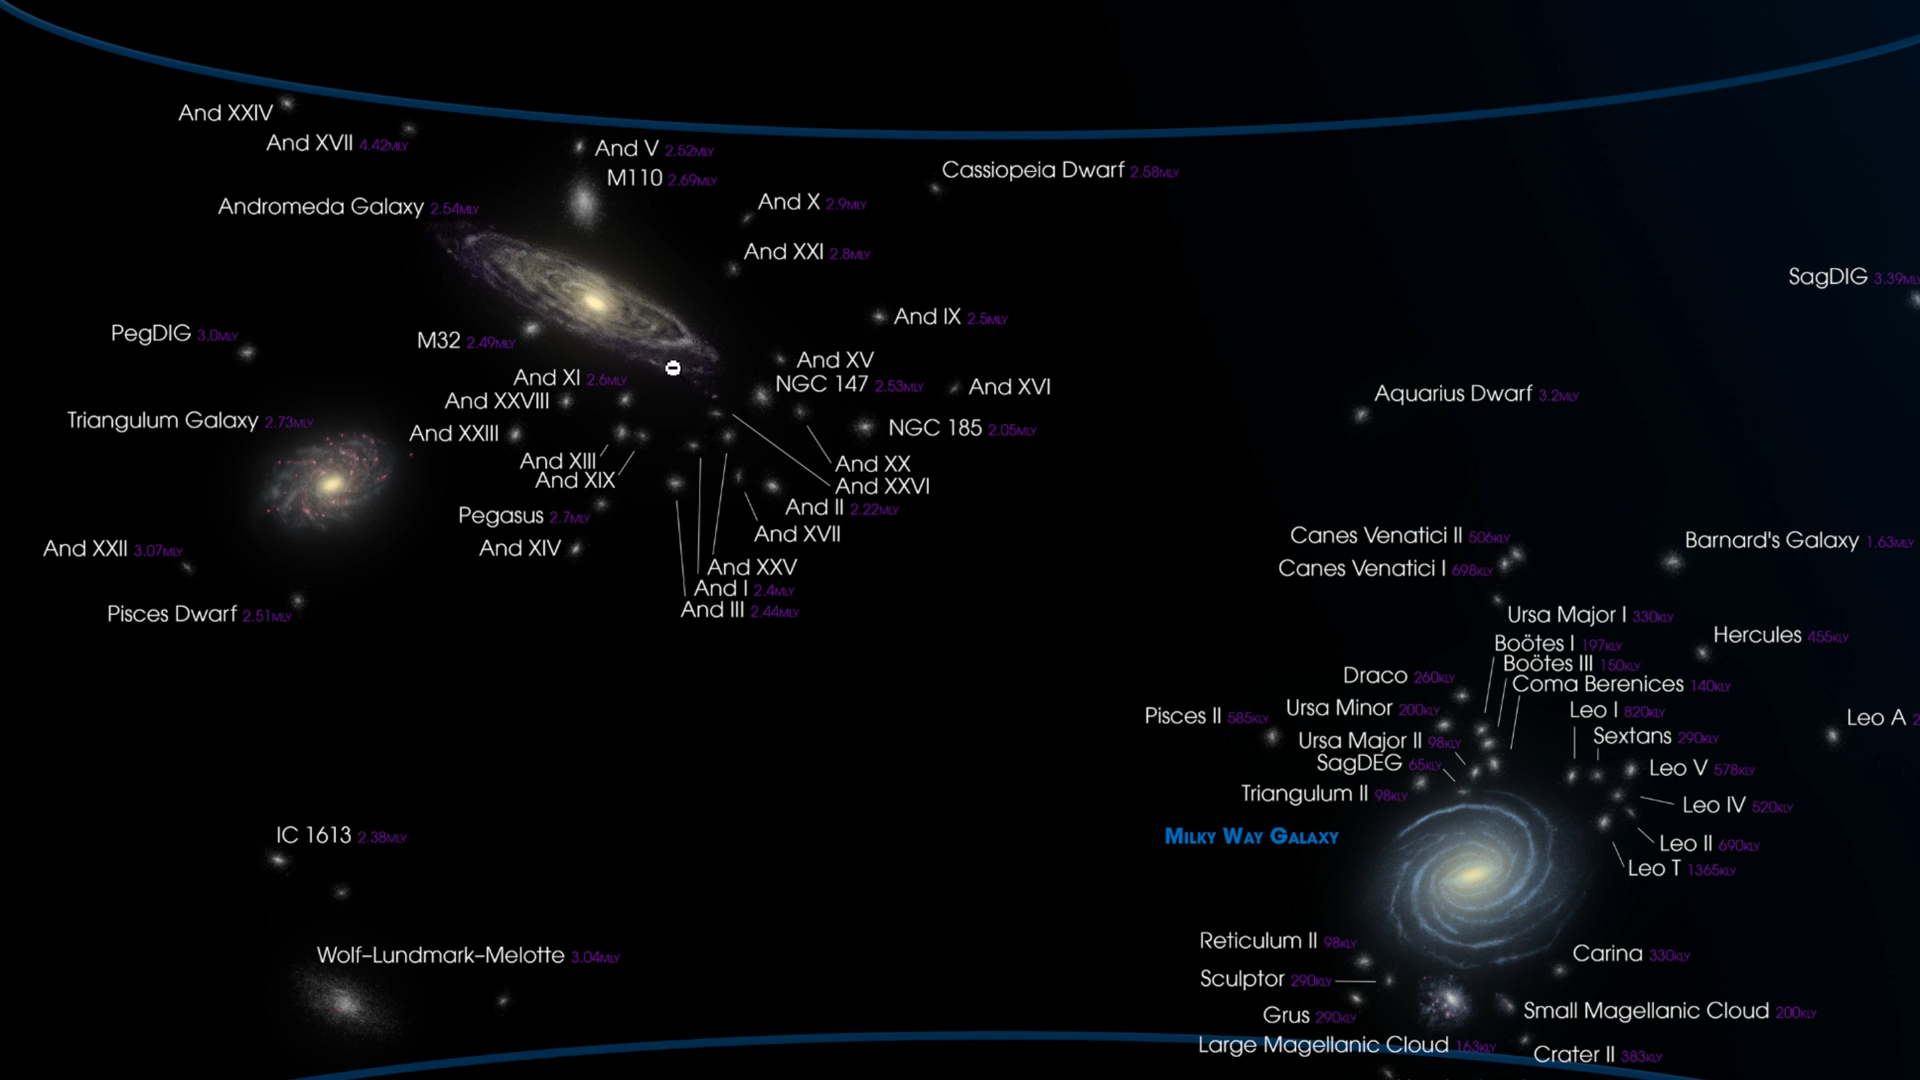 And XXIV
And XVII 4.42MLY
And V 2.52MLY
M110 2.69MLY
Cassiopeia Dwarf 2.58MLY
Andromeda Galaxy 2.54MLY
And X 2.9MLY
And XXI 2.8MLY
SagDIG 3.39MLY
And IX 2.5MLY
PegDIG 3.0MLY
M32 2.49MLY
And XV
NGC 147 2.53MLY
And XVI
And XI 2.6MLY
And XXVIII
Aquarius Dwarf 3.2MLY
Triangulum Galaxy 2.73MLY
And XXIII
NGC 185 2.05MLY
And XIII
And XIX
And XX
And XXVI
And II 2.22MLY
Pegasus 2.7MLY
And XVII
And XIV
And XXII 3.07MLY
And XXV
And I 2.4MLY
And III 2.44MLY
Pisces Dwarf 2.51MLY
Canes Venatici II 506KLY
Canes Venatici I 698KLY
Barnard's Galaxy 1.63MLY
Ursa Major I 330KLY
Hercules 455KLY
Boötes I 197KLY
Boötes III 150KLY
Draco 260KLY
Coma Berenices 140KLY
Ursa Minor 200KLY
Leo I 820KLY
Pisces II 585KLY
Leo A 2
Sextans 290KLY
Ursa Major II 98KLY
SagDEG 65KLY
Leo V 578KLY
Triangulum II 98KLY
Leo IV 520KLY
Milky Way Galaxy
Leo II 690KLY
Leo T 1365KLY
IC 1613 2.38MLY
Wolf-Lundmark-Melotte 3.04MLY
Reticulum II 98KLY
Carina 330KLY
Sculptor 290KLY
Grus 290KLY
Small Magellanic Cloud 200KLY
Large Magellanic Cloud 163KLY
Crater II 383KLY